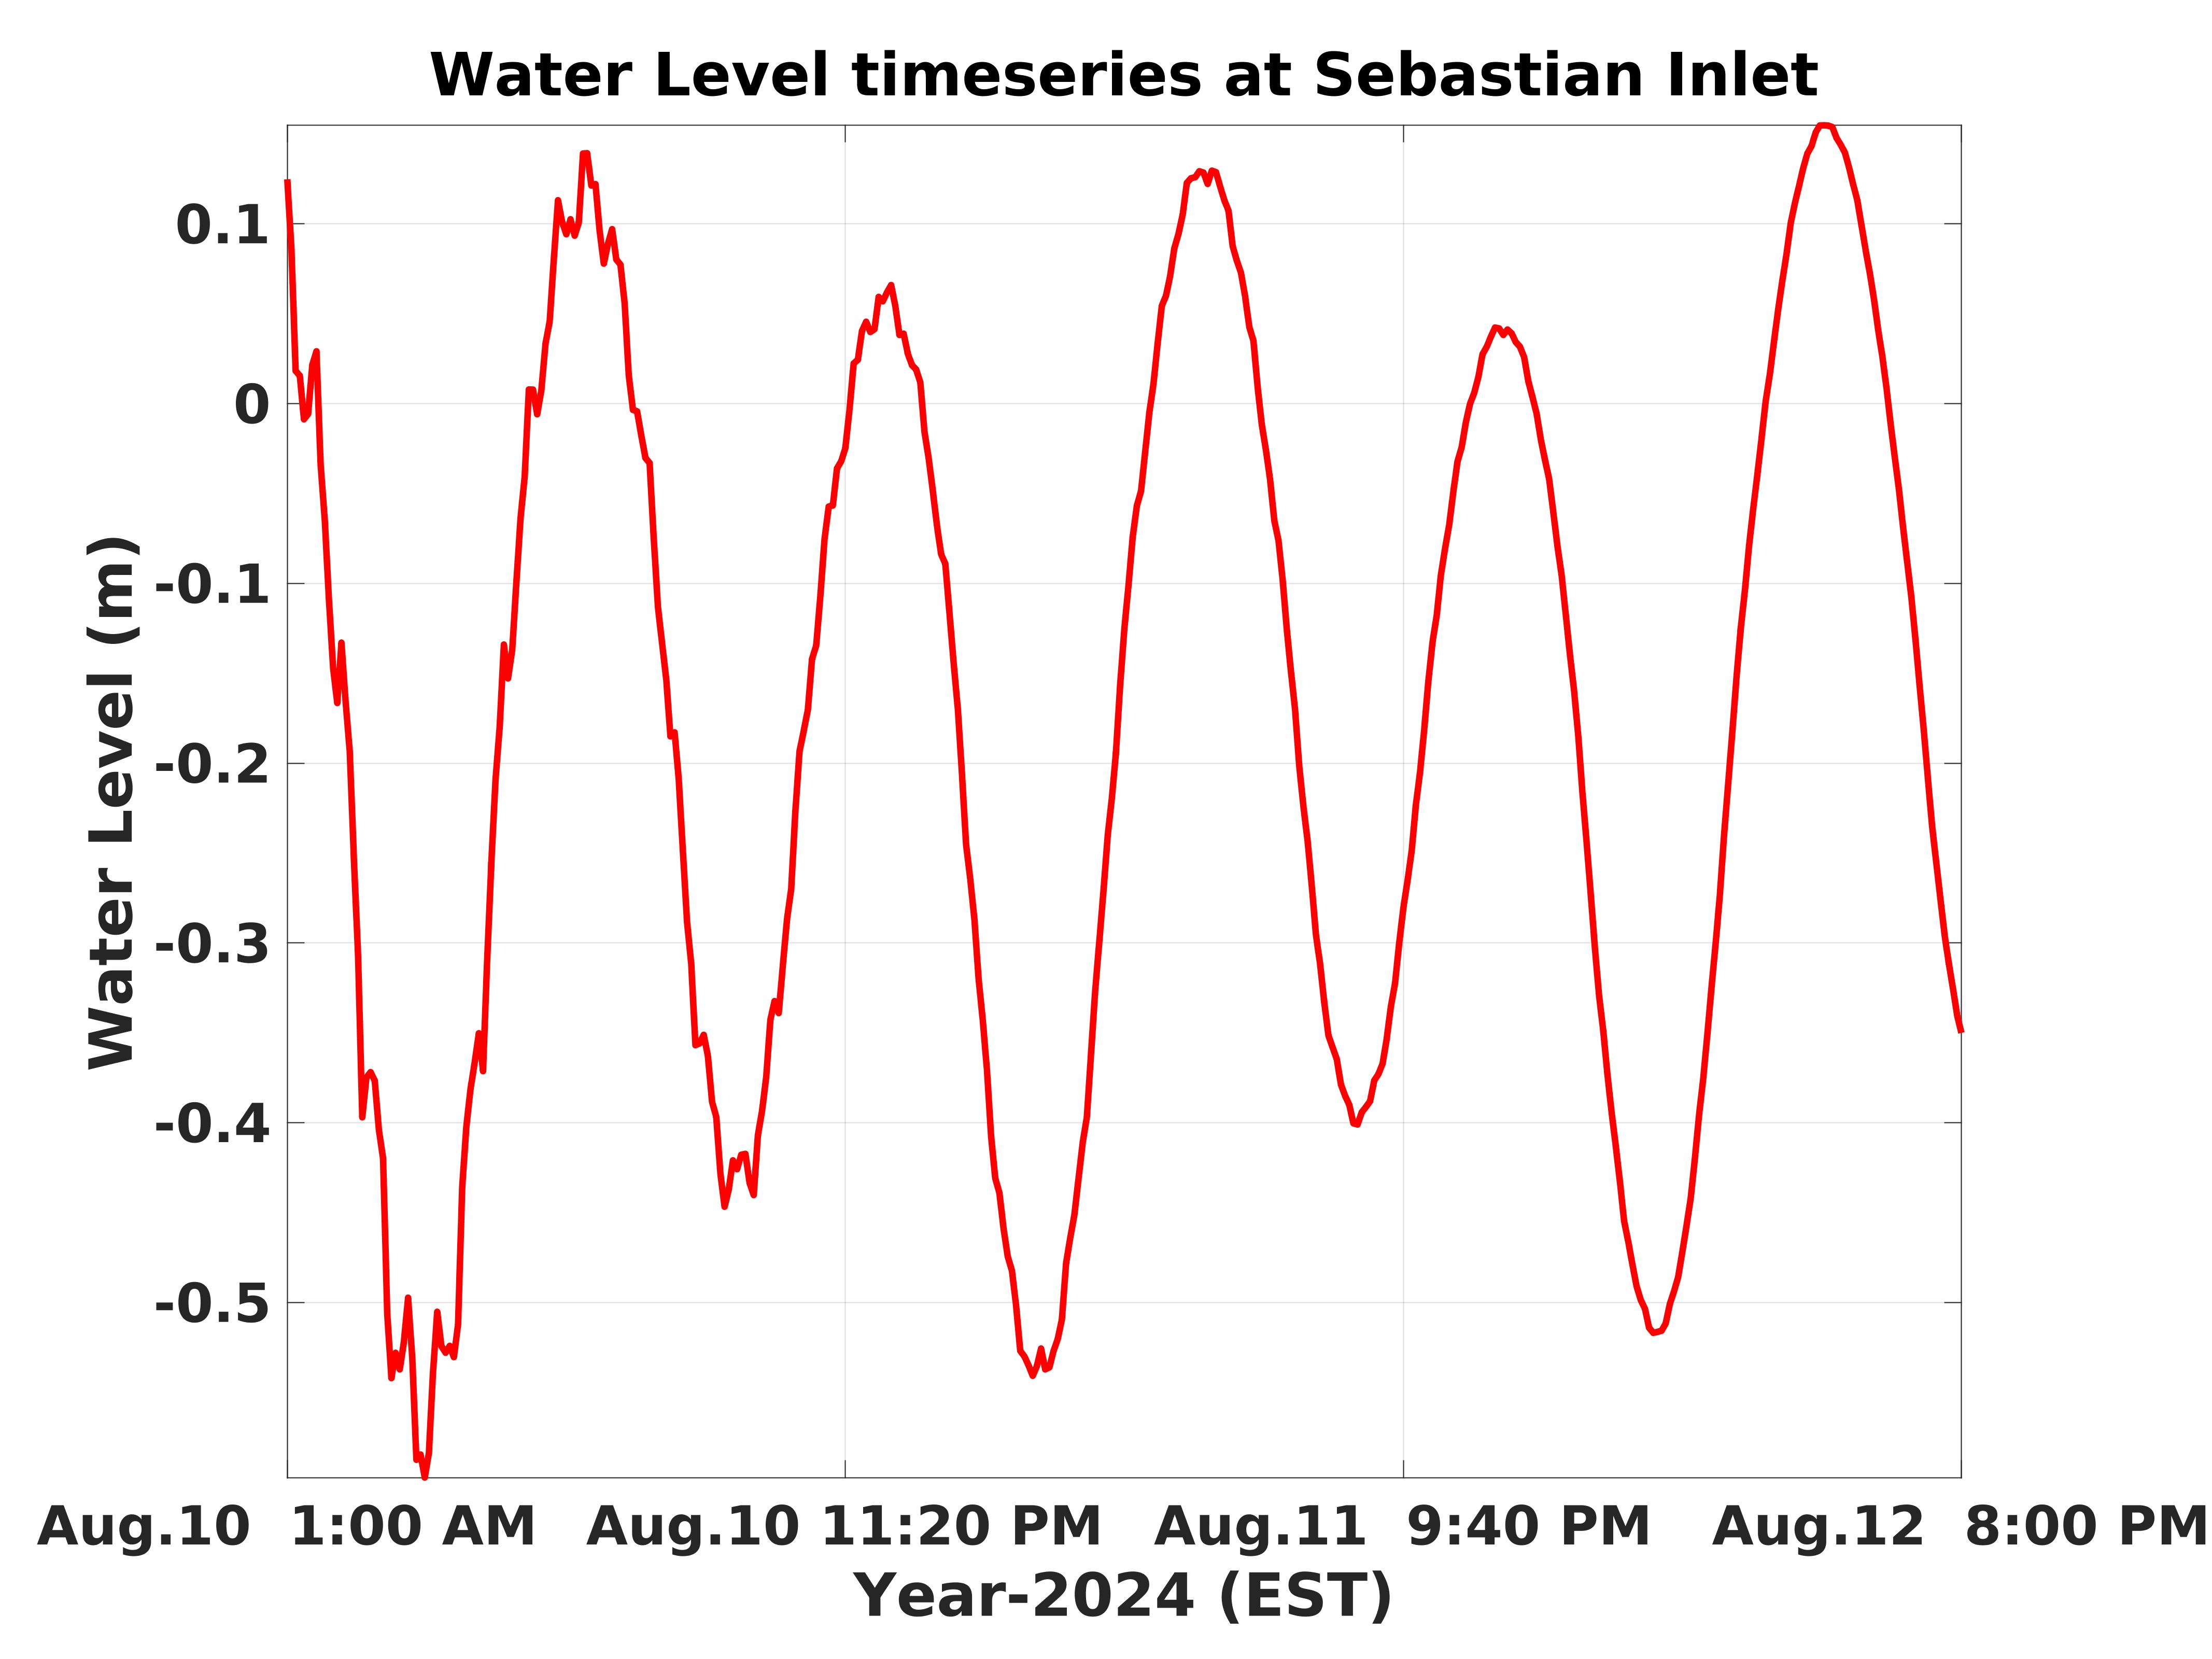 Water Level timeseries at Sebastian Inlet
Water Level (m)
0.1
0
-0.1
-0.2
-0.3
-0.4
-0.5
Aug.10  1:00 AM
Aug.10 11:20 PM
Aug.11  9:40 PM
Aug.12  8:00 PM
Year-2024 (EST)